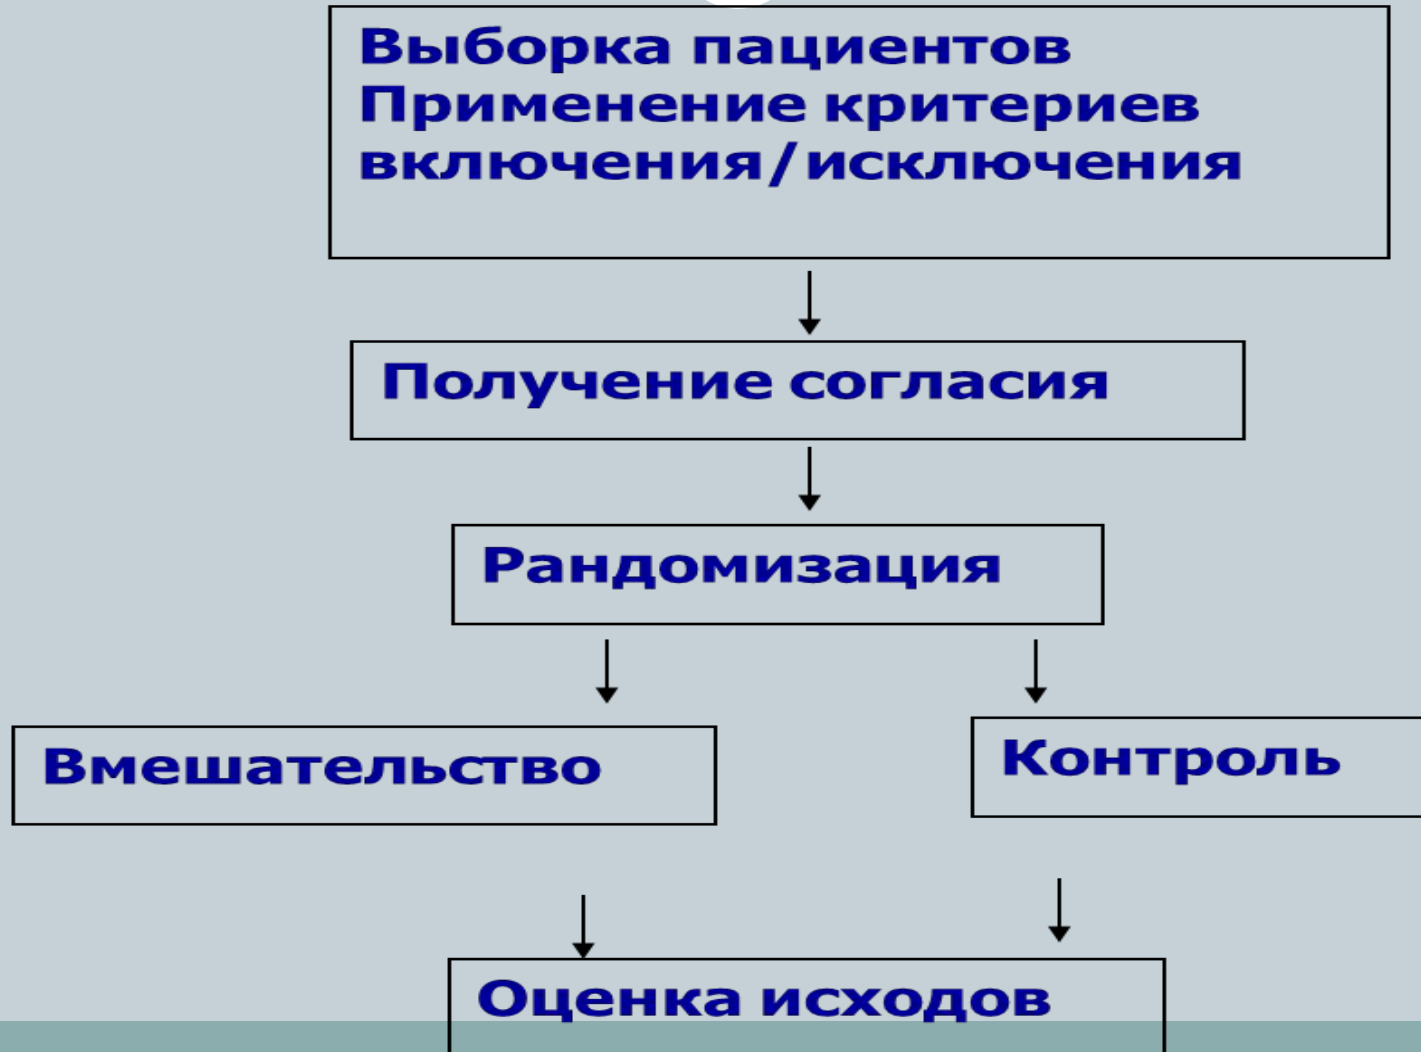 Выборка пациентов
Применение критериев
включения/исключения
Получение согласия
Рандомизация
Вмешательство
Контроль
Оценка исходов